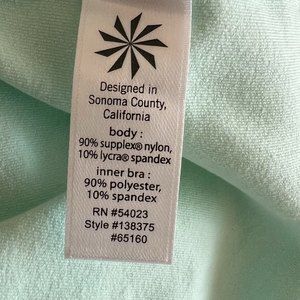 Designed in
Sonoma County,
California
body :
90% supplex® nylon,
10% lycra® spandex
inner bra :
90% polyester,
10% spandex
RN #54023
Style #138375
#65160